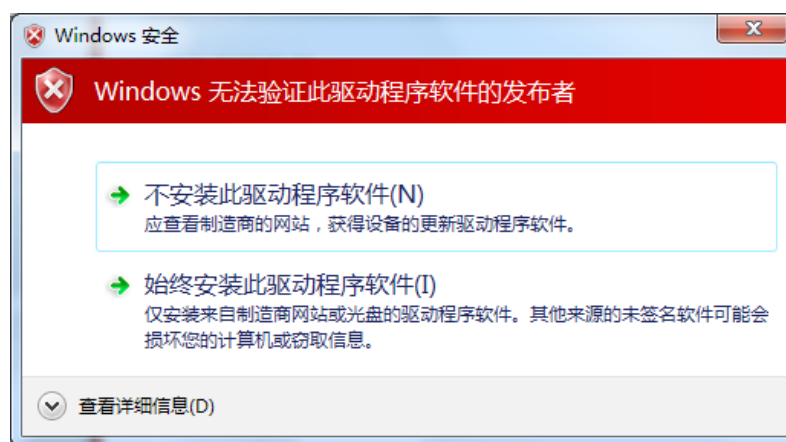 Windows 安全
Windows 无法验证此驱动程序软件的发布者
不安装此驱动程序软件(N)
应查看制造商的网站，获得设备的更新驱动程序软件。
始终安装此驱动程序软件(I)
仅安装来自制造商网站或光盘的驱动程序软件。其他来源的未签名软件可能会
损坏您的计算机或窃取信息。
查看详细信息(D)